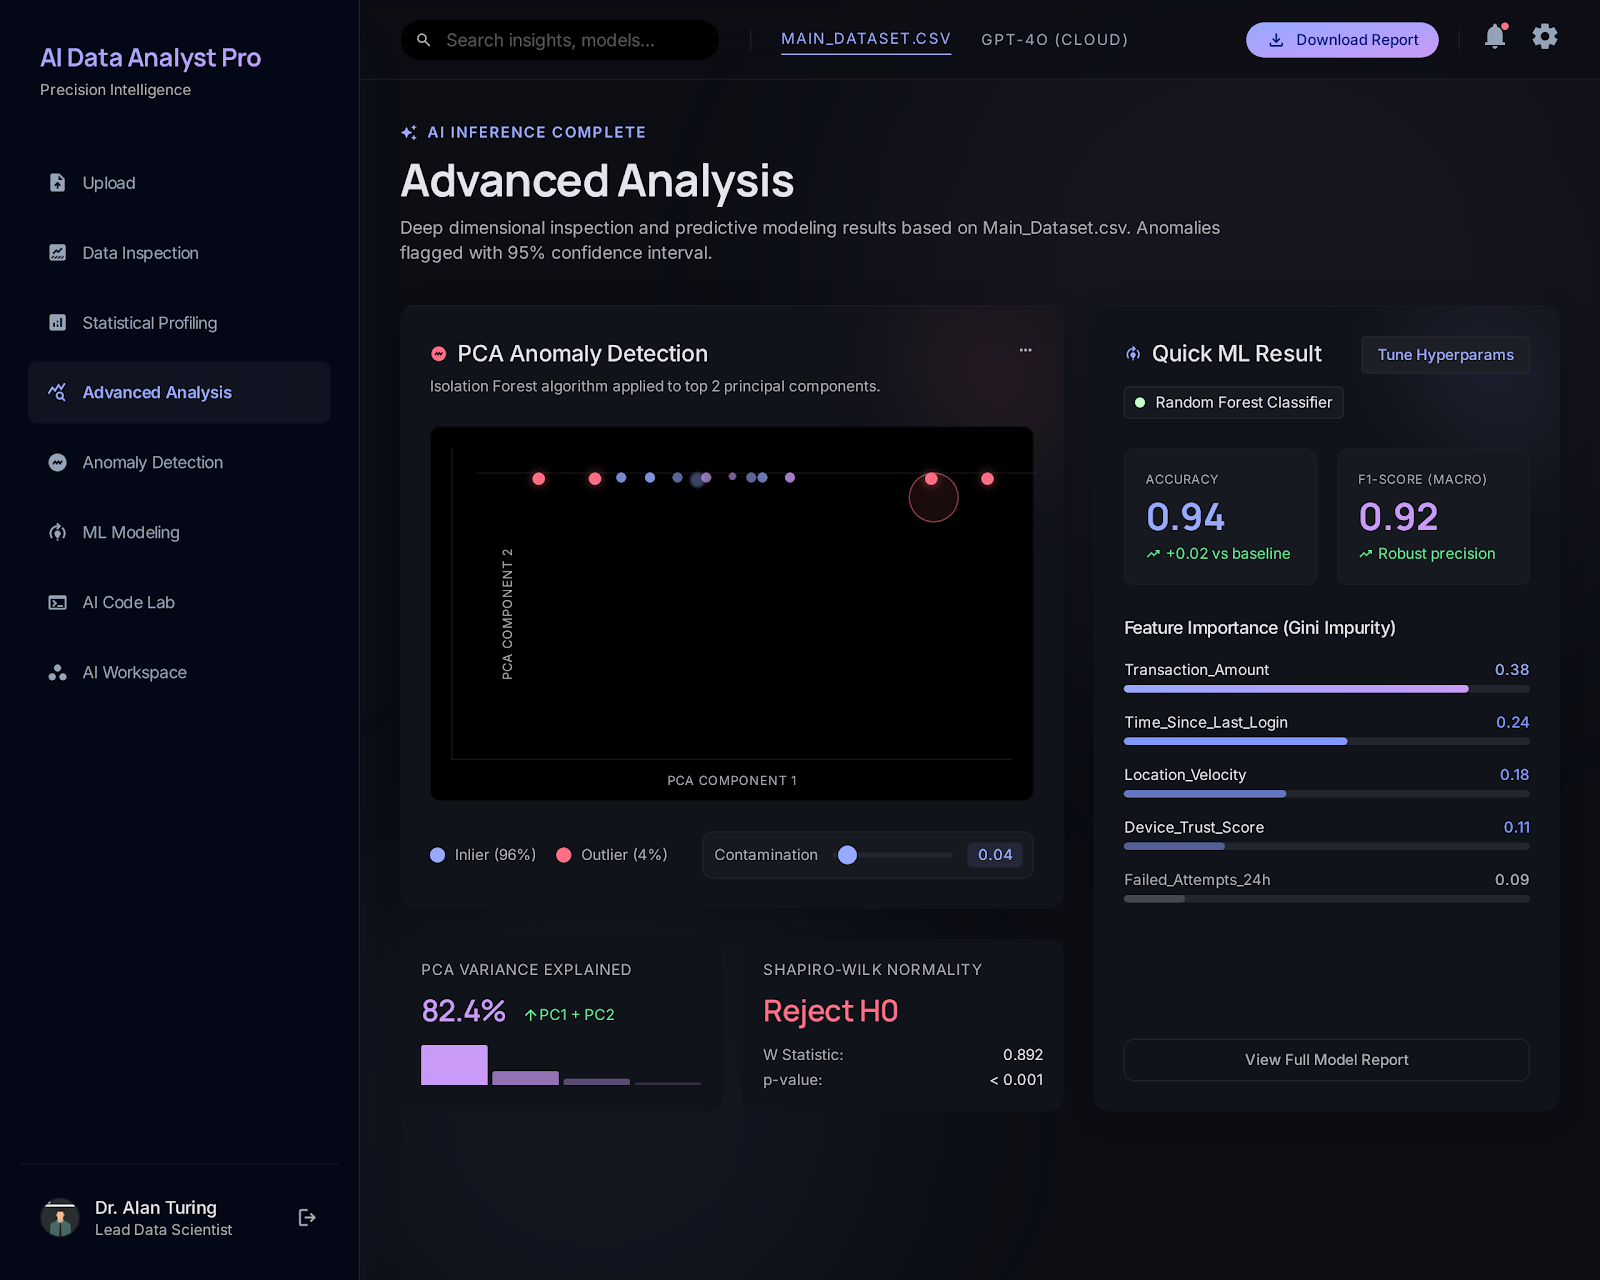 AI Data Analyst Pro
Precision Intelligence
Upload
Data Inspection
Statistical Profiling
Advanced Analysis
Anomaly Detection
ML Modeling
AI Code Lab
AI Workspace
Dr. Alan Turing
Lead Data Scientist
Search insights, models...
MAIN_DATASET.CSV
GPT-4O (CLOUD)
Download Report
AI INFERENCE COMPLETE
Advanced Analysis
Deep dimensional inspection and predictive modeling results based on Main_Dataset.csv. Anomalies
flagged with 95% confidence interval.
PCA Anomaly Detection
Isolation Forest algorithm applied to top 2 principal components.
PCA COMPONENT 2
PCA COMPONENT 1
Inlier (96%)
Outlier (4%)
Contamination
0.04
PCA VARIANCE EXPLAINED
82.4%
PC1 + PC2
SHAPIRO-WILK NORMALITY
Reject H0
W Statistic: 0.892
p-value: < 0.001
Quick ML Result
Tune Hyperparams
Random Forest Classifier
ACCURACY
0.94
+0.02 vs baseline
F1-SCORE (MACRO)
0.92
Robust precision
Feature Importance (Gini Impurity)
Transaction_Amount 0.38
Time_Since_Last_Login 0.24
Location_Velocity 0.18
Device_Trust_Score 0.11
Failed_Attempts_24h 0.09
View Full Model Report